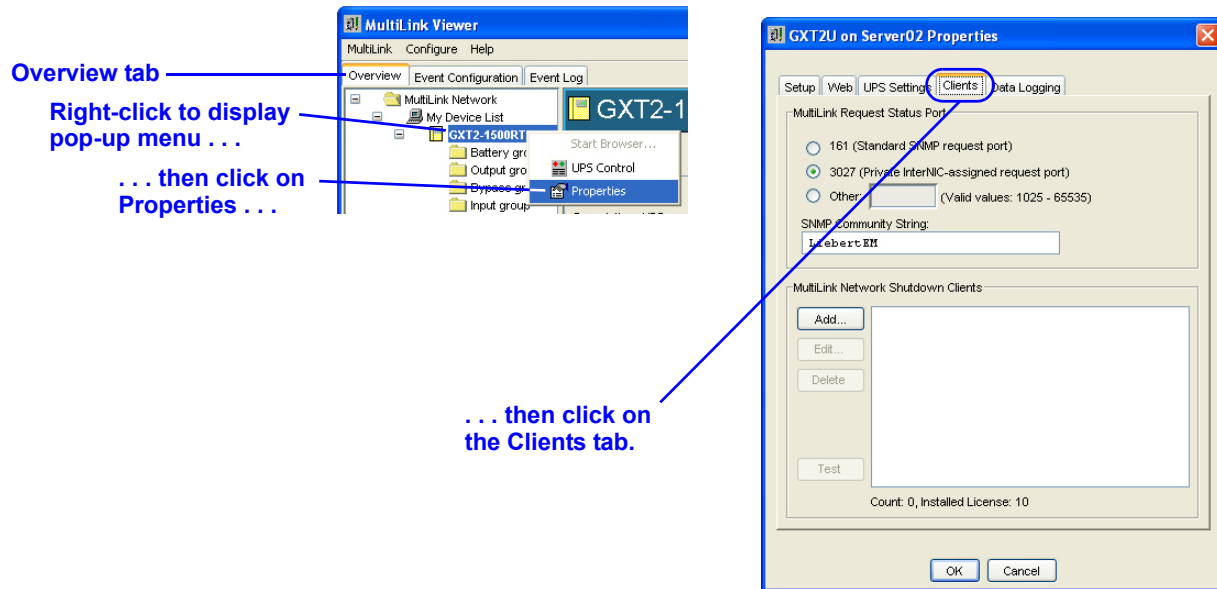 MultiLink Viewer
MultiLink Configure Help
Overview tab
Overview Event Configuration Event Log
MultiLink Network
My Device List
GXT2-1
Right-click to display
pop-up menu . . .
GXT2-1500RT
Start Browser...
Battery gr
UPS Control
Output gro
. . . then click on
Properties . . .
Bypass gr
Properties
Input group
GXT2U on Server02 Properties
Setup Web UPS Settings Clients Data Logging
MultiLink Request Status Port
161 (Standard SNMP request port)
3027 (Private InterNIC-assigned request port)
Other: (Valid values: 1025 - 65535)
SNMP Community String:
LiebertEM
MultiLink Network Shutdown Clients
Add...
Edit...
Delete
. . . then click on
the Clients tab.
Test
Count: 0, Installed License: 10
OK Cancel